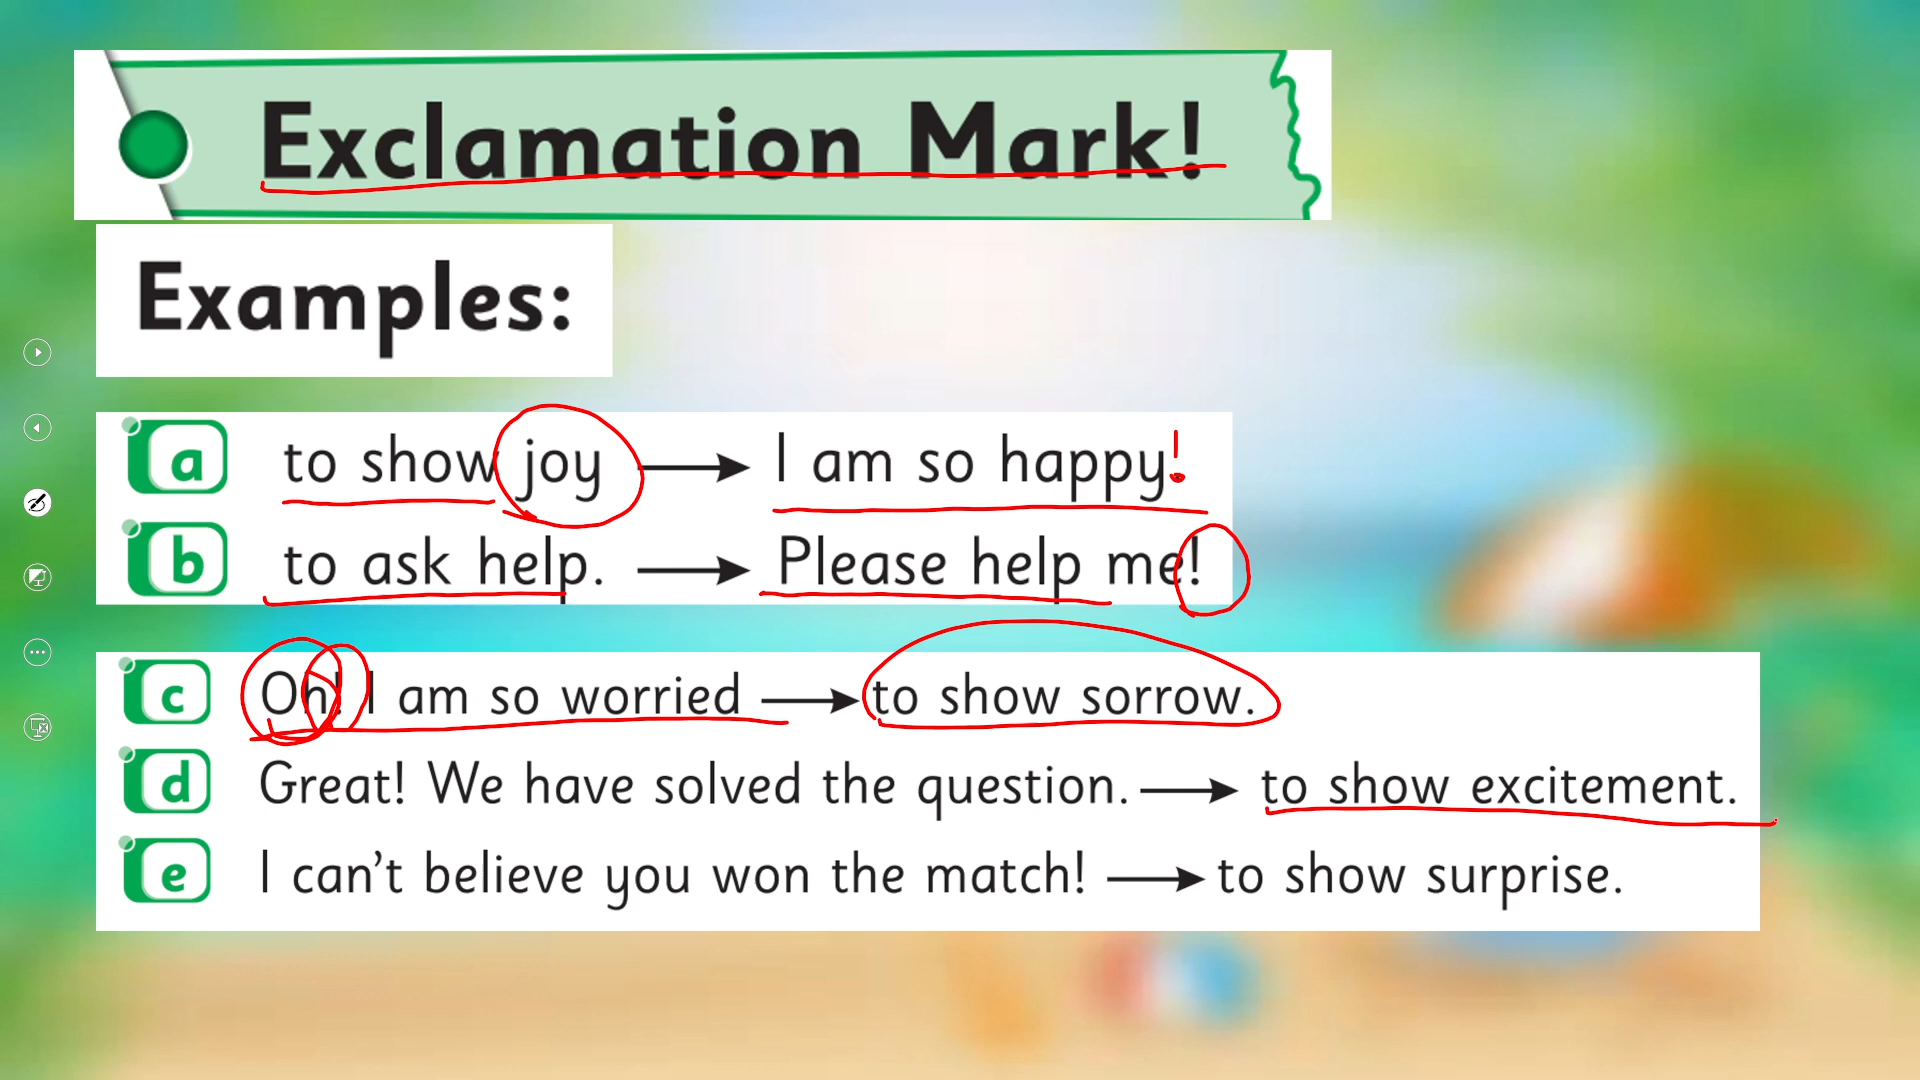 Exclamation Mark!
Examples:
a to show joy → I am so happy!
b to ask help. → Please help me!
c Oh! I am so worried → to show sorrow.
d Great! We have solved the question. → to show excitement.
e I can't believe you won the match! → to show surprise.